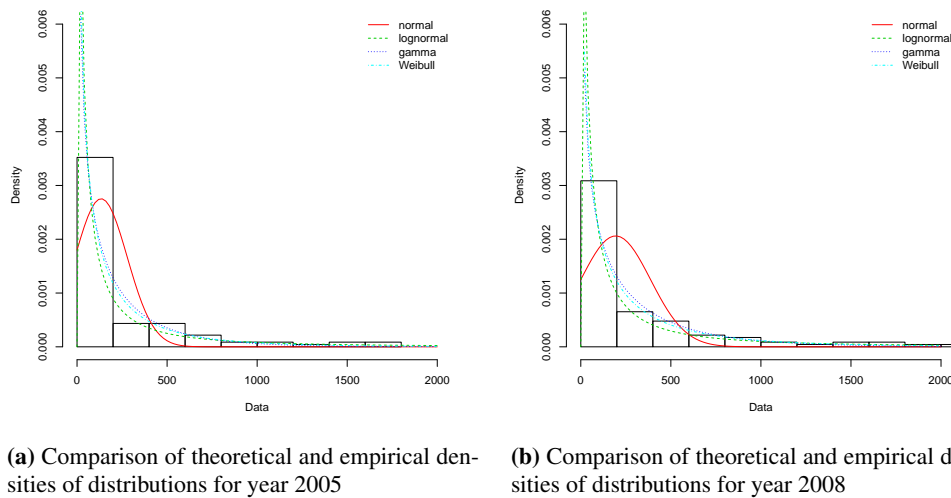 0.006
0.005
0.004
0.003
0.002
0.001
0.000
Density
normal
lognormal
gamma
Weibull
0 500 1000 1500 2000
Data
(a) Comparison of theoretical and empirical den-
sities of distributions for year 2005
0.006
0.005
0.004
0.003
0.002
0.001
0.000
Density
normal
lognormal
gamma
Weibull
0 500 1000 1500 2000
Data
(b) Comparison of theoretical and empirical d
sities of distributions for year 2008